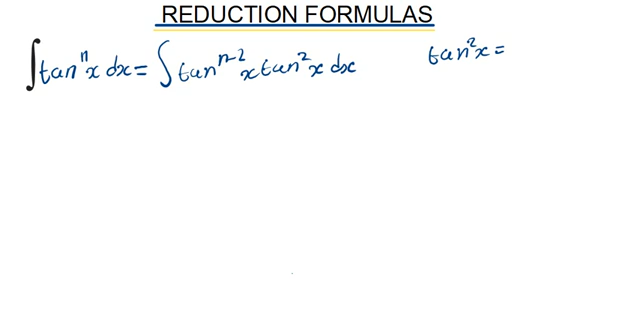 REDUCTION FORMULAS
∫tanⁿx dx = ∫tanⁿ⁻²x tan²x dx tan²x =